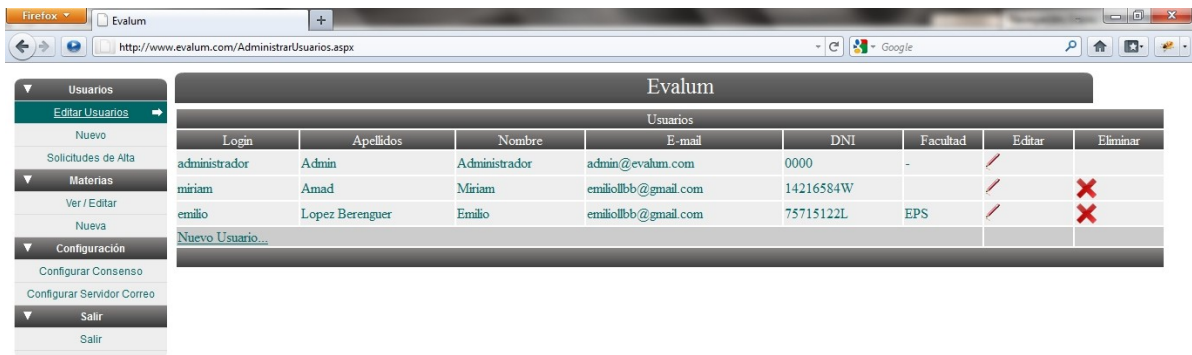 Firefox
Evalum
http://www.evalum.com/AdministrarUsuarios.aspx
Google
Usuarios
Editar Usuarios
Nuevo
Solicitudes de Alta
Materias
Ver / Editar
Nueva
Configuración
Configurar Consenso
Configurar Servidor Correo
Salir
Salir
Evalum
Usuarios
Login Apellidos Nombre E-mail DNI Facultad Editar Eliminar
administrador Admin Administrador admin@evalum.com 0000 -
miriam Amad Miriam emiliollbb@gmail.com 14216584W
emilio Lopez Berenguer Emilio emiliollbb@gmail.com 75715122L EPS
Nuevo Usuario...